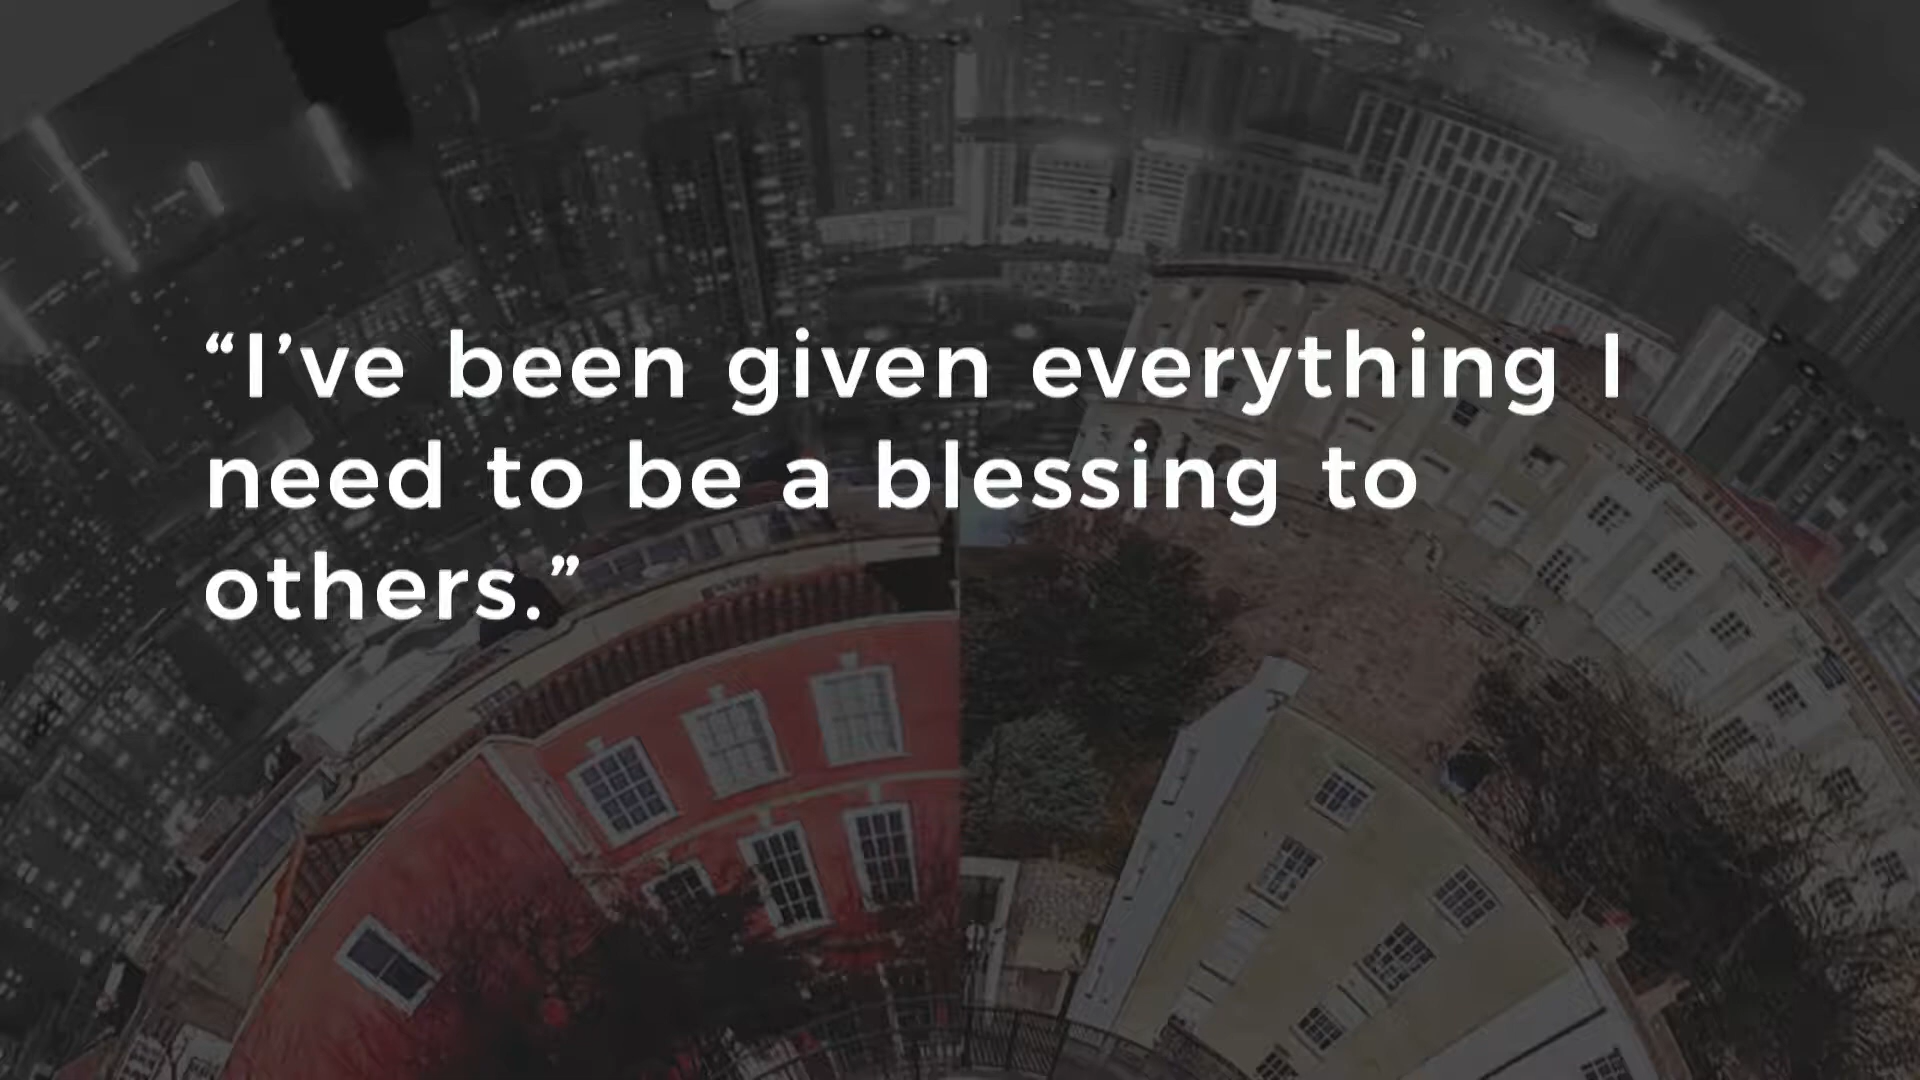 “I’ve been given everything I
need to be a blessing to
others.”